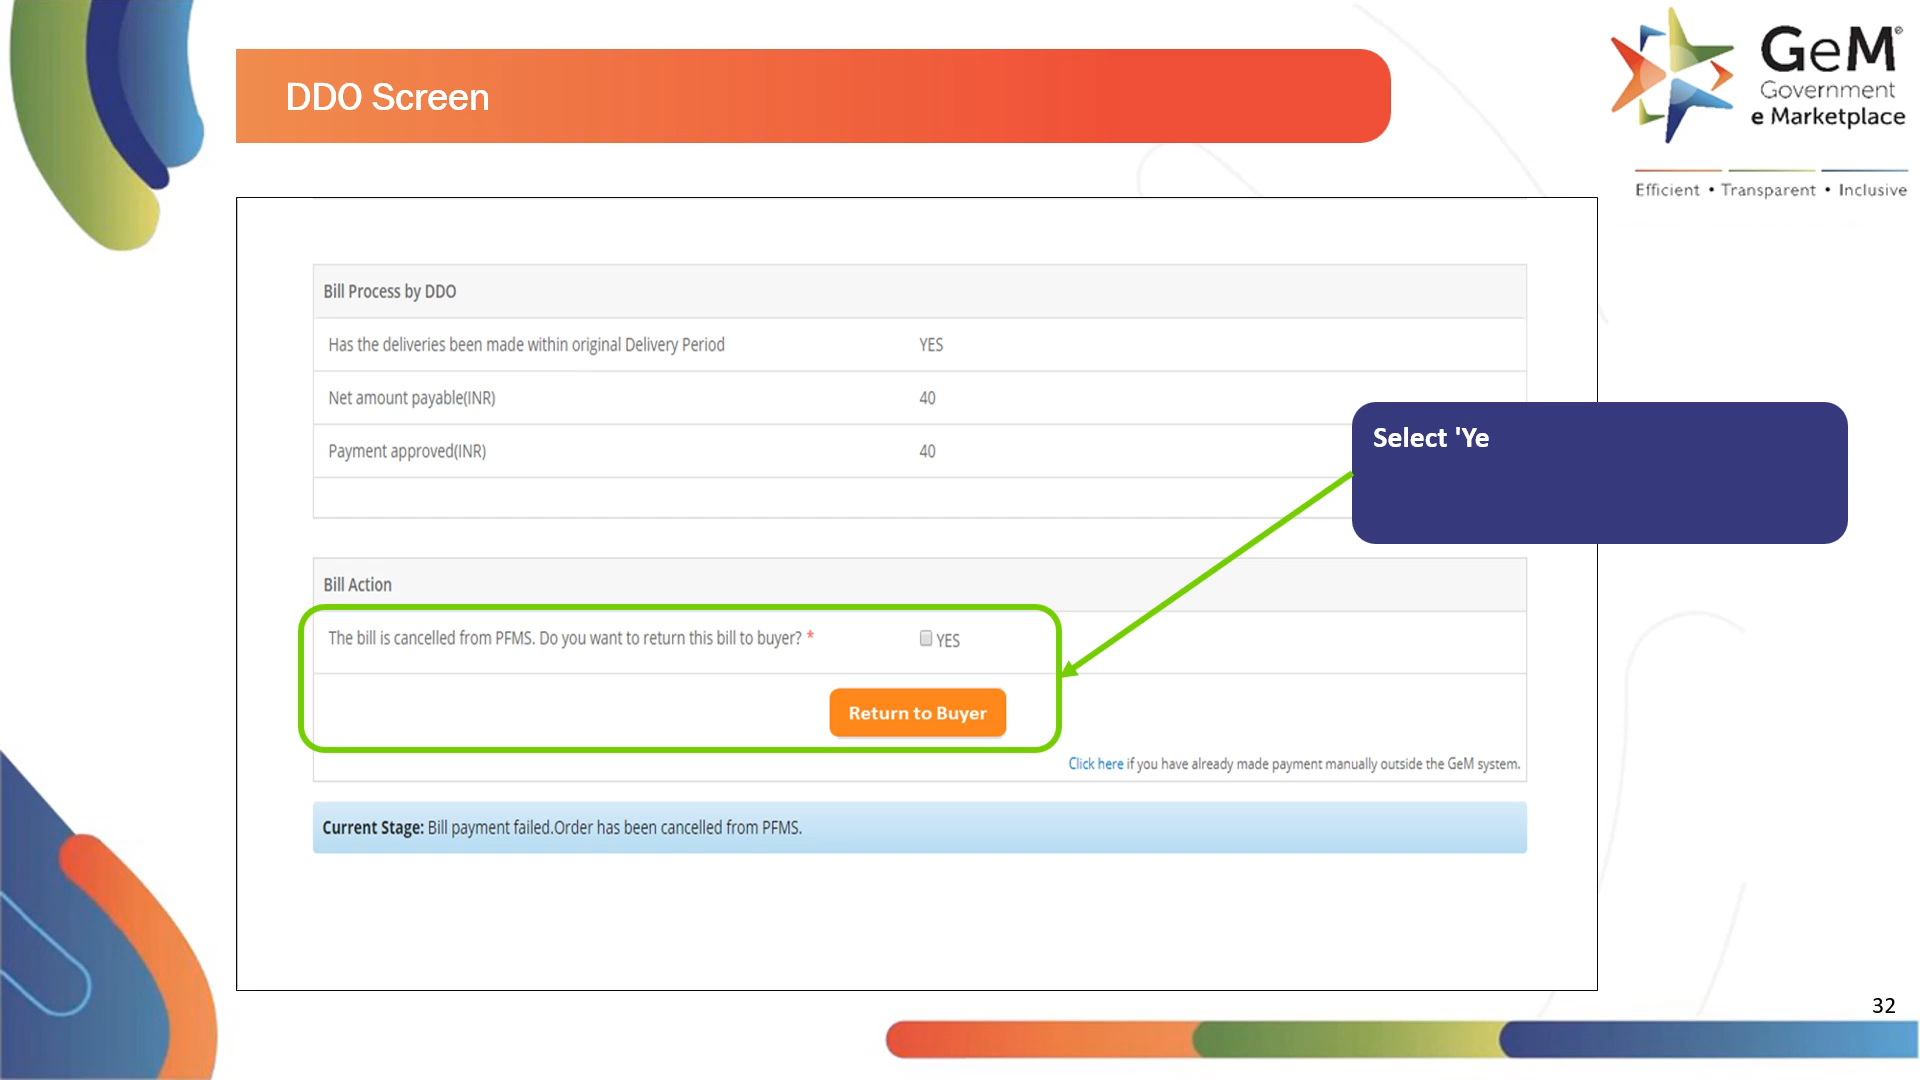 DDO Screen
GeM
Government
e Marketplace
Efficient • Transparent • Inclusive
Bill Process by DDO
Has the deliveries been made within original Delivery Period YES
Net amount payable(INR) 40
Payment approved(INR) 40
Select 'Ye
Bill Action
The bill is cancelled from PFMS. Do you want to return this bill to buyer? * YES
Return to Buyer
Click here if you have already made payment manually outside the GeM system.
Current Stage: Bill payment failed.Order has been cancelled from PFMS.
32